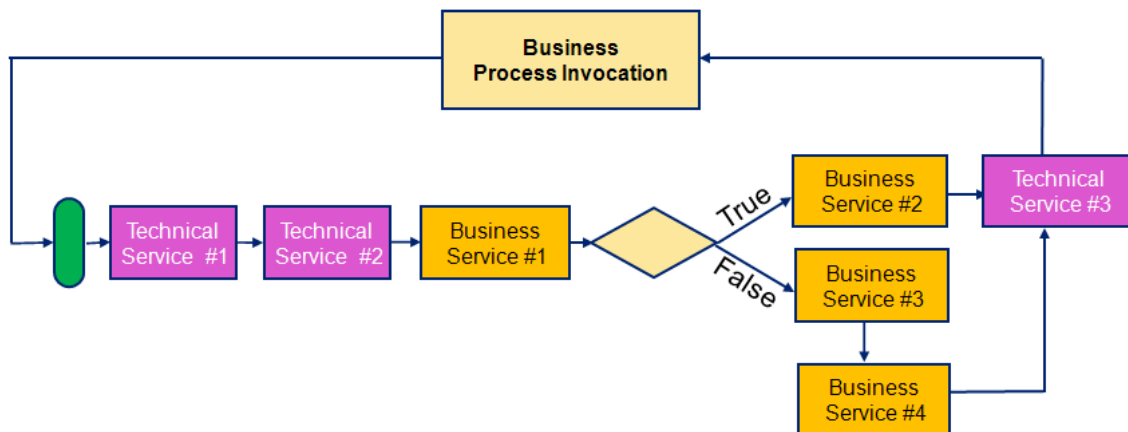 Business
Process Invocation
Technical
Service #1
Technical
Service #2
Business
Service #1
True
False
Business
Service #2
Technical
Service #3
Business
Service #3
Business
Service #4